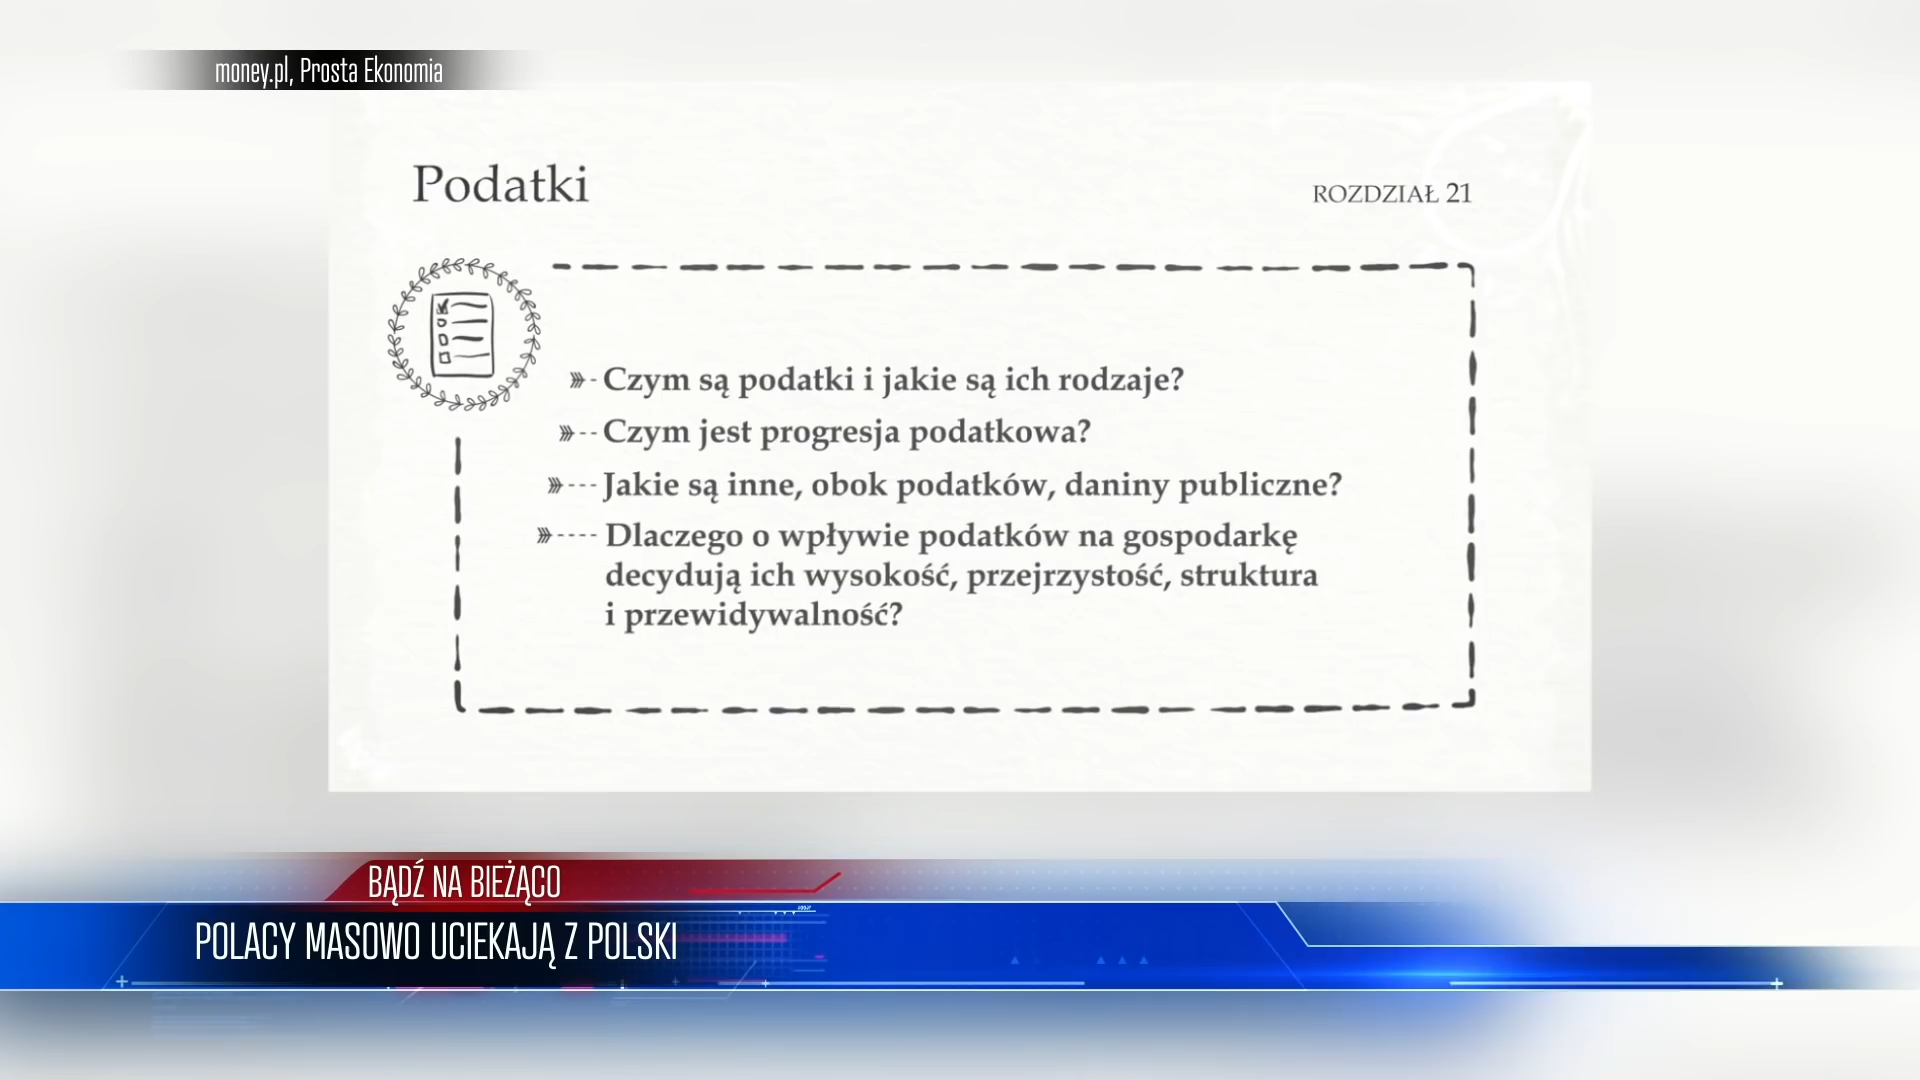 money.pl, Prosta Ekonomia
Podatki
ROZDZIAŁ 21
Czym są podatki i jakie są ich rodzaje?
Czym jest progresja podatkowa?
Jakie są inne, obok podatków, daniny publiczne?
Dlaczego o wpływie podatków na gospodarkę
decydują ich wysokość, przejrzystość, struktura
i przewidywalność?
BĄDŹ NA BIEŻĄCO
POLACY MASOWO UCIEKAJĄ Z POLSKI